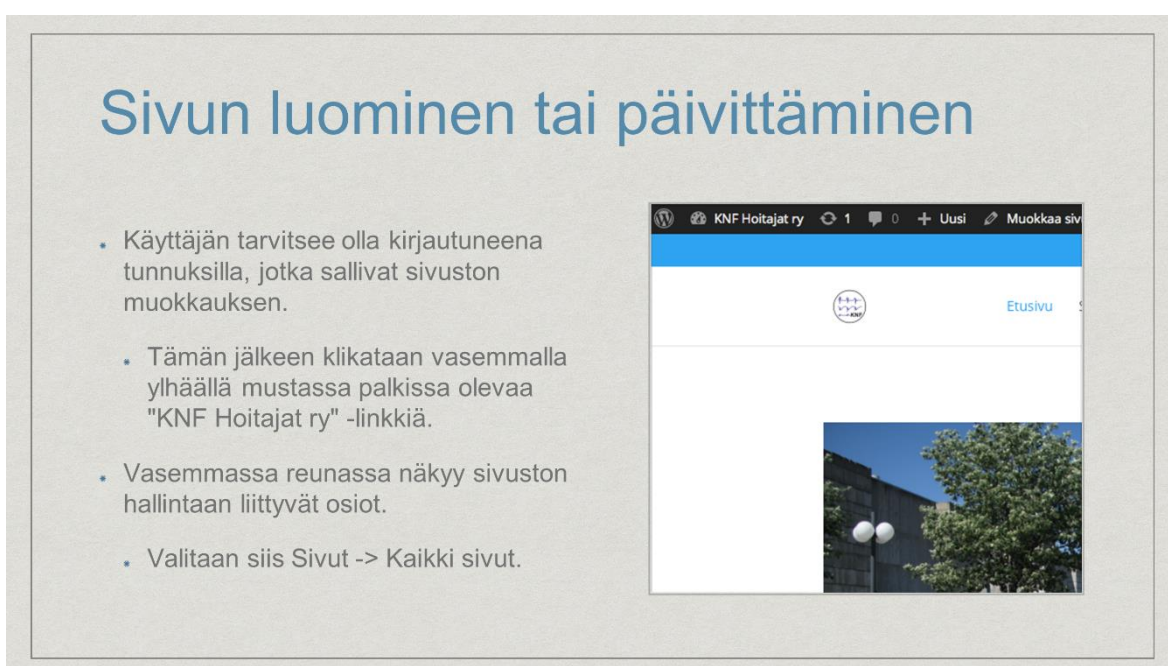 Sivun luominen tai päivittäminen
Käyttäjän tarvitsee olla kirjautuneena
tunnuksilla, jotka sallivat sivuston
muokkauksen.
Tämän jälkeen klikataan vasemmalla
ylhäällä mustassa palkissa olevaa
"KNF Hoitajat ry" -linkkiä.
Vasemmassa reunassa näkyy sivuston
hallintaan liittyvät osiot.
Valitaan siis Sivut -> Kaikki sivut.
KNF Hoitajat ry 1 0 Uusi Muokkaa siv
KNF
Etusivu S